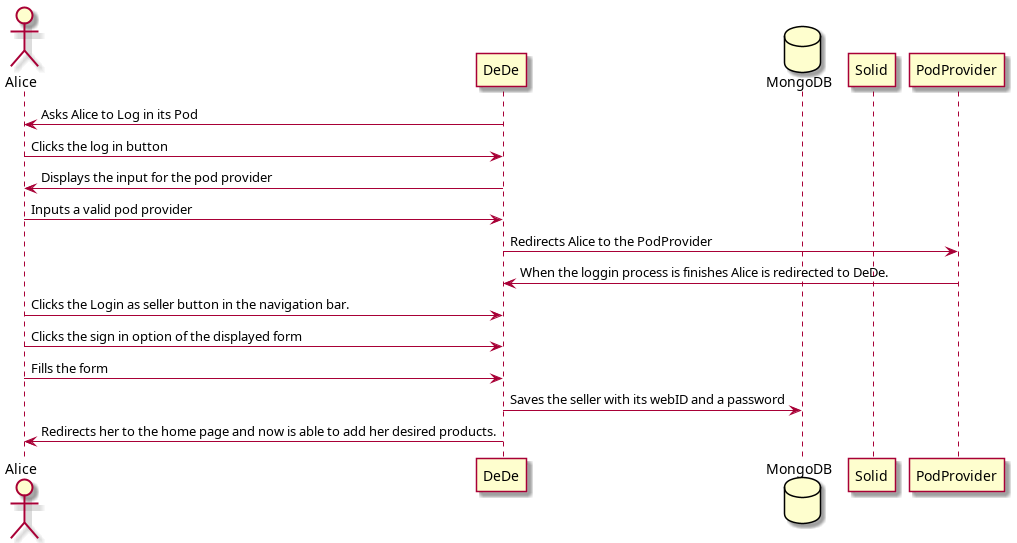 Alice
DeDe
MongoDB
Solid
PodProvider
Asks Alice to Log in its Pod
Clicks the log in button
Displays the input for the pod provider
Inputs a valid pod provider
Redirects Alice to the PodProvider
When the loggin process is finishes Alice is redirected to DeDe.
Clicks the Login as seller button in the navigation bar.
Clicks the sign in option of the displayed form
Fills the form
Saves the seller with its webID and a password
Redirects her to the home page and now is able to add her desired products.
Alice
DeDe
MongoDB
Solid
PodProvider